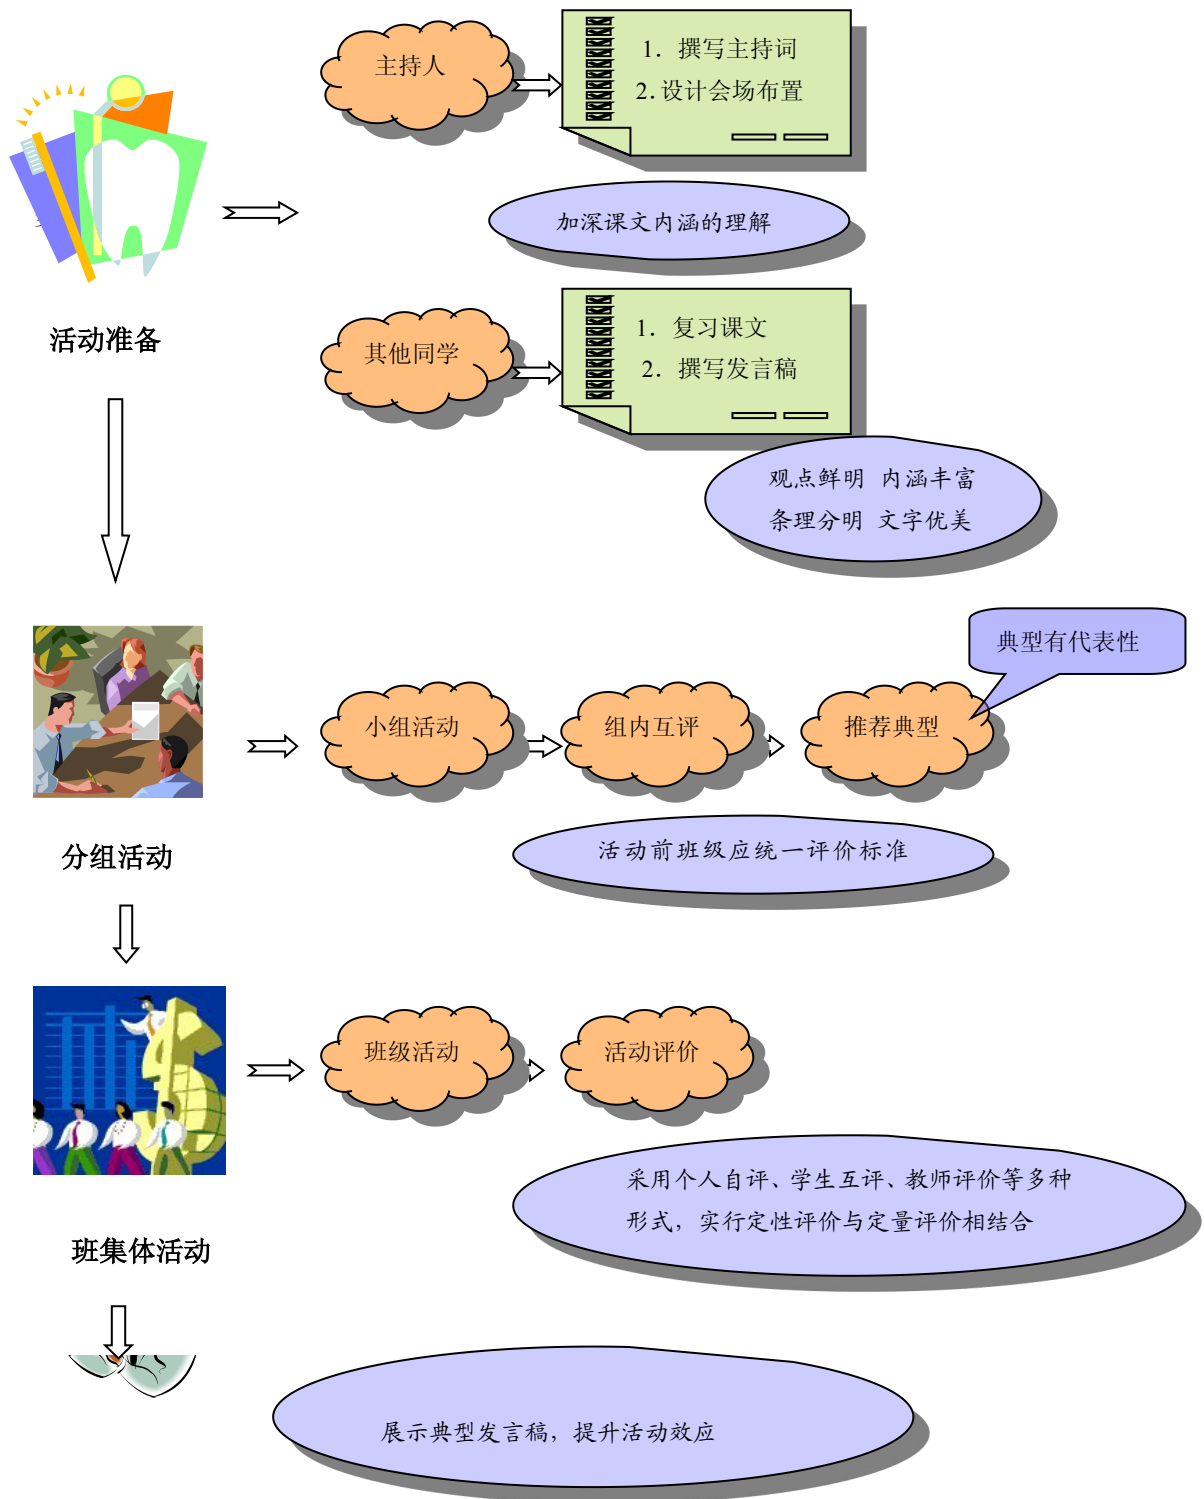 主持人
1. 撰写主持词
2.设计会场布置
加深课文内涵的理解
活动准备
其他同学
1. 复习课文
2. 撰写发言稿
观点鲜明 内涵丰富
条理分明 文字优美
典型有代表性
小组活动
组内互评
推荐典型
活动前班级应统一评价标准
分组活动
班级活动
活动评价
采用个人自评、学生互评、教师评价等多种
形式，实行定性评价与定量评价相结合
班集体活动
展示典型发言稿，提升活动效应